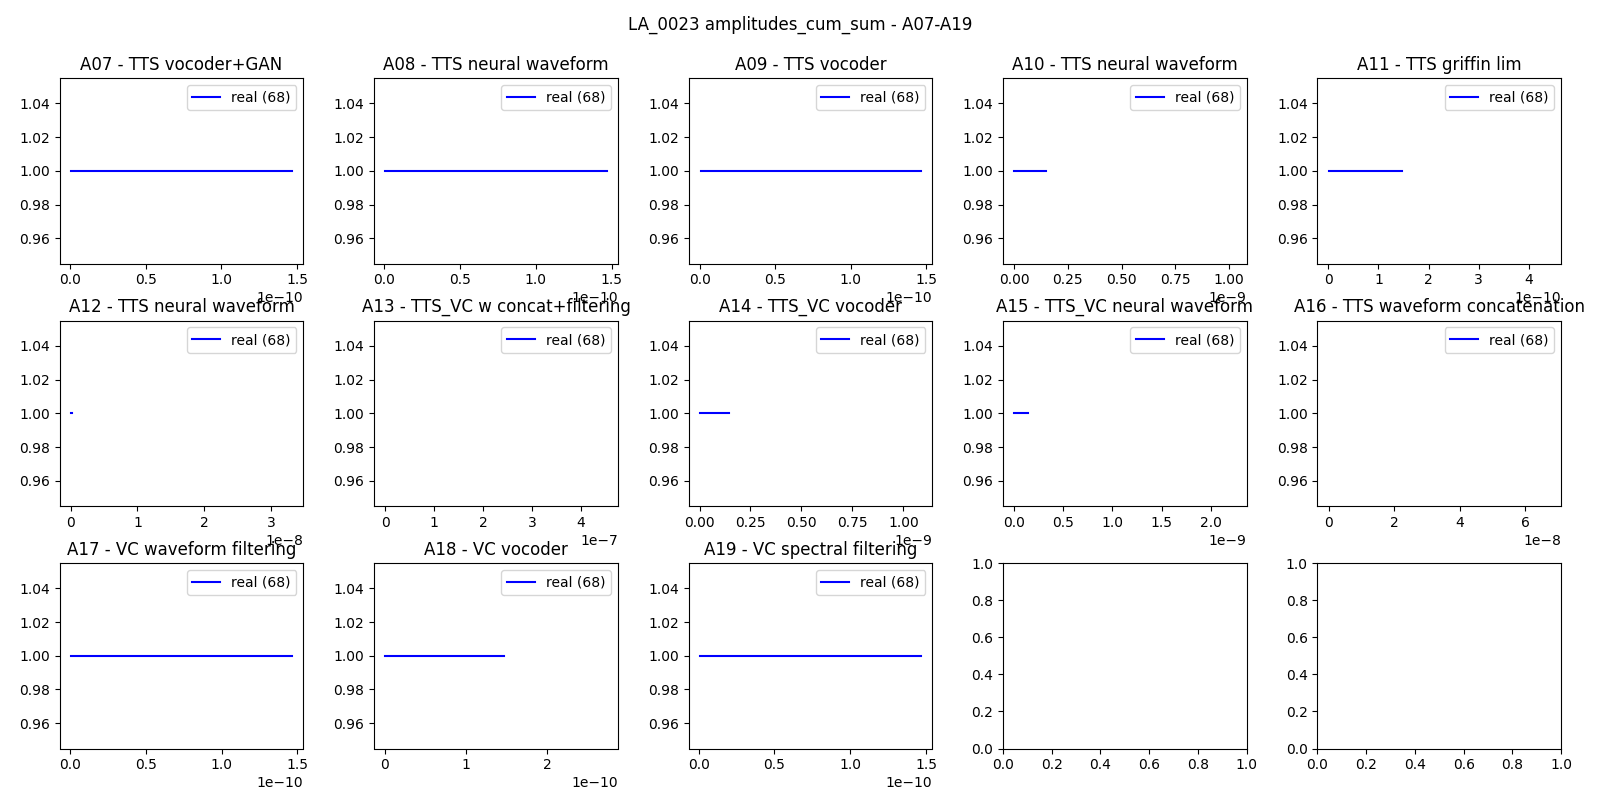 LA_0023 amplitudes_cum_sum - A07-A19
A07 - TTS vocoder+GAN
real (68)
1.04
1.02
1.00
0.98
0.96
0.0 0.5 1.0 1.5
1e−10
A08 - TTS neural waveform
real (68)
1.04
1.02
1.00
0.98
0.96
0.0 0.5 1.0 1.5
1e−10
A09 - TTS vocoder
real (68)
1.04
1.02
1.00
0.98
0.96
0.0 0.5 1.0 1.5
1e−10
A10 - TTS neural waveform
real (68)
1.04
1.02
1.00
0.98
0.96
0.00 0.25 0.50 0.75 1.00
1e−9
A11 - TTS griffin lim
real (68)
1.04
1.02
1.00
0.98
0.96
0 1 2 3 4
1e−10
A12 - TTS neural waveform
real (68)
1.04
1.02
1.00
0.98
0.96
0 1 2 3
1e−8
A13 - TTS_VC w concat+filtering
real (68)
1.04
1.02
1.00
0.98
0.96
0 1 2 3 4
1e−7
A14 - TTS_VC vocoder
real (68)
1.04
1.02
1.00
0.98
0.96
0.00 0.25 0.50 0.75 1.00
1e−9
A15 - TTS_VC neural waveform
real (68)
1.04
1.02
1.00
0.98
0.96
0.0 0.5 1.0 1.5 2.0
1e−9
A16 - TTS waveform concatenation
real (68)
1.04
1.02
1.00
0.98
0.96
0 2 4 6
1e−8
A17 - VC waveform filtering
real (68)
1.04
1.02
1.00
0.98
0.96
0.0 0.5 1.0 1.5
1e−10
A18 - VC vocoder
real (68)
1.04
1.02
1.00
0.98
0.96
0 1 2
1e−10
A19 - VC spectral filtering
real (68)
1.04
1.02
1.00
0.98
0.96
0.0 0.5 1.0 1.5
1e−10
1.0
0.8
0.6
0.4
0.2
0.0
0.0 0.2 0.4 0.6 0.8 1.0
1.0
0.8
0.6
0.4
0.2
0.0
0.0 0.2 0.4 0.6 0.8 1.0